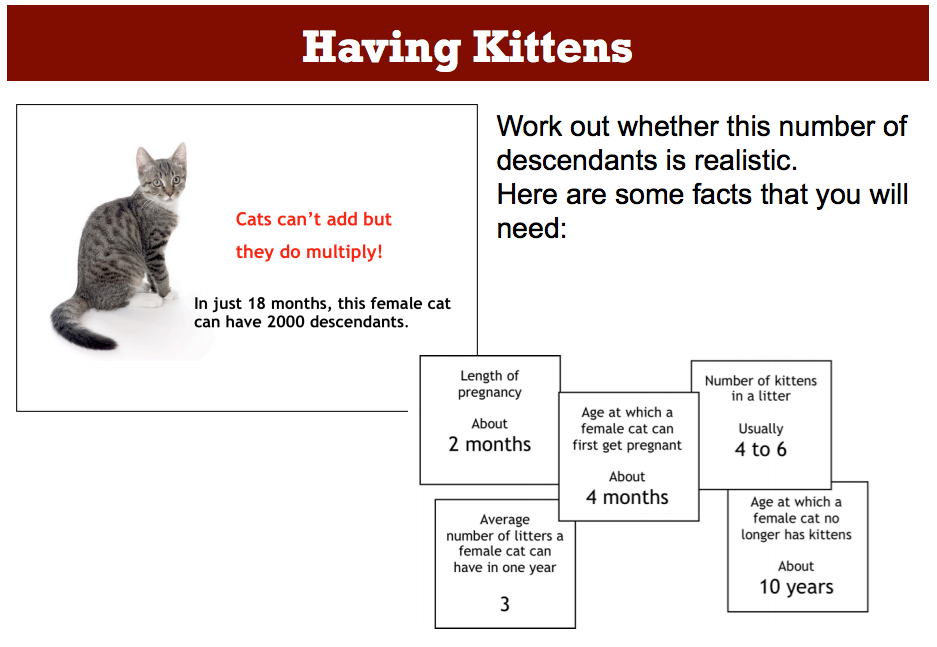 Having Kittens
Cats can't add but
they do multiply!
In just 18 months, this female cat
can have 2000 descendants.
Work out whether this number of
descendants is realistic.
Here are some facts that you will
need:
Length of
pregnancy
About
2 months
Age at which a
female cat can
first get pregnant
About
4 months
Number of kittens
in a litter
Usually
4 to 6
Average
number of litters a
female cat can
have in one year
3
Age at which a
female cat no
longer has kittens
About
10 years